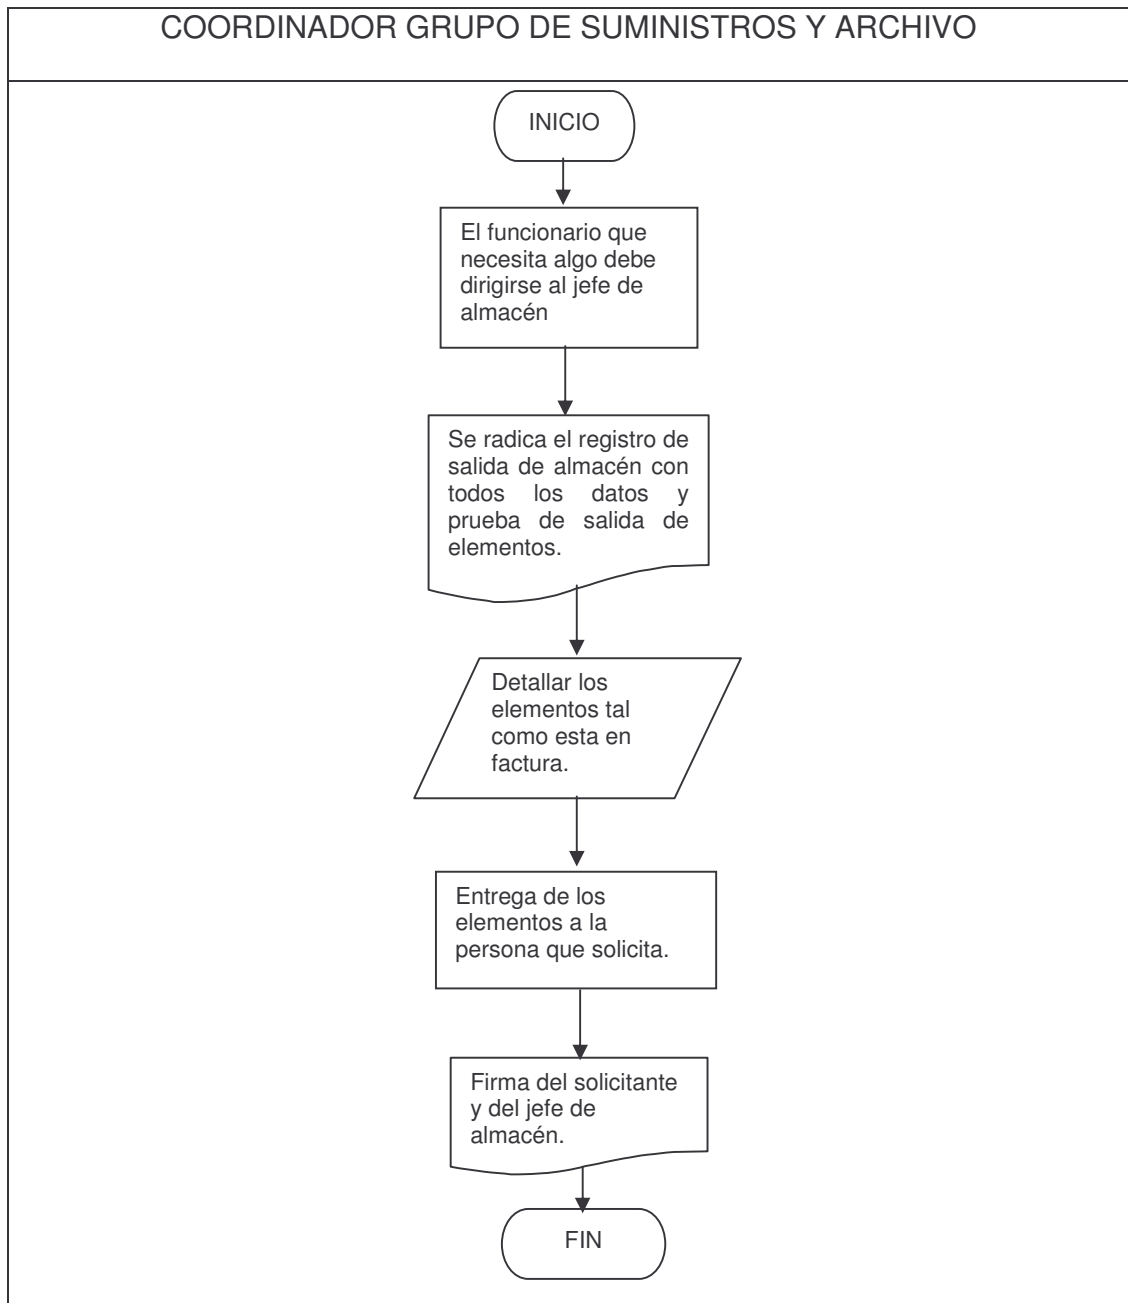 COORDINADOR GRUPO DE SUMINISTROS Y ARCHIVO
INICIO
El funcionario que
necesita algo debe
dirigirse al jefe de
almacén
Se radica el registro de
salida de almacén con
todos los datos y
prueba de salida de
elementos.
Detallar los
elementos tal
como esta en
factura.
Entrega de los
elementos a la
persona que solicita.
Firma del solicitante
y del jefe de
almacén.
FIN